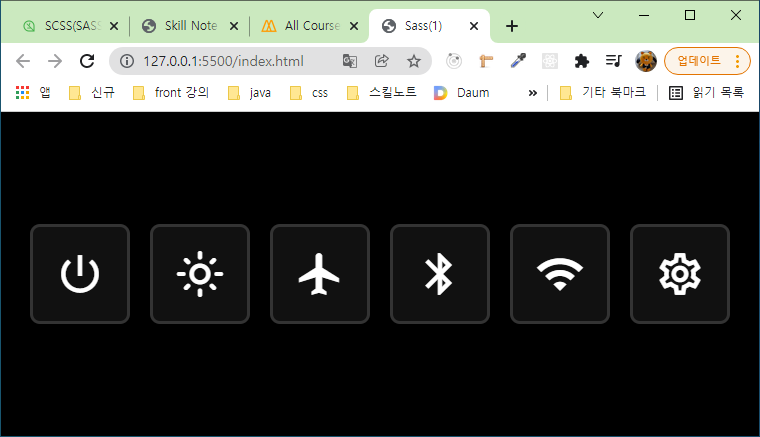 SCSS(SASS
Skill Note
All Course
Sass(1)
127.0.0.1:5500/index.html
업데이트
앱
신규
front 강의
java
css
스킬노트
Daum
기타 북마크
읽기 목록